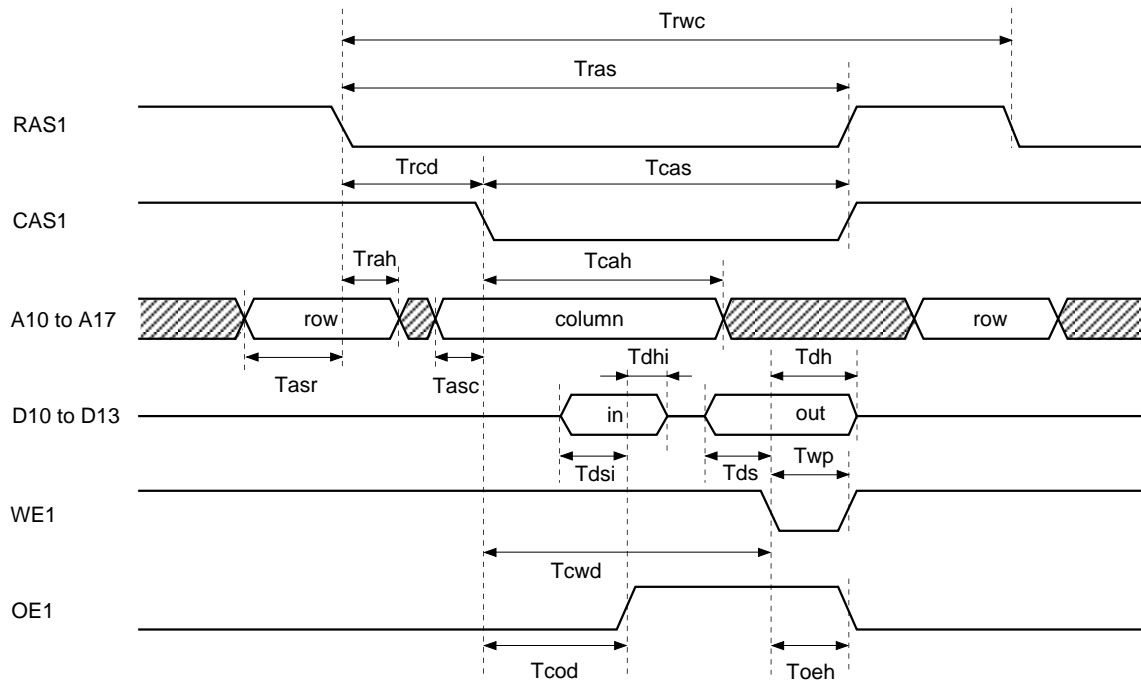 Trwc
Tras
RAS1
Trcd Tcas
CAS1
Trah Tcah
A10 to A17 row column row
Tasr Tasc Tdhi Tdh
D10 to D13 in out
Tdsi Tds Twp
WE1
Tcwd
OE1
Tcod Toeh